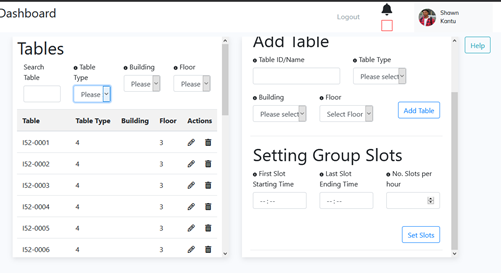 Dashboard
Logout
Shawn
Kantu
Help
Tables
Search
Table
Table
Type
Building
Floor
Please
Please
Please
Table Table Type Building Floor Actions
IS2-0001 4 3
IS2-0002 4 3
IS2-0003 4 3
IS2-0004 4 3
IS2-0005 4 3
IS2-0006 4 3
Add Table
Table ID/Name
Table Type
Please select
Building
Floor
Please select
Select Floor
Add Table
Setting Group Slots
First Slot
Starting Time
Last Slot
Ending Time
No. Slots per
hour
--:--
--:--
Set Slots